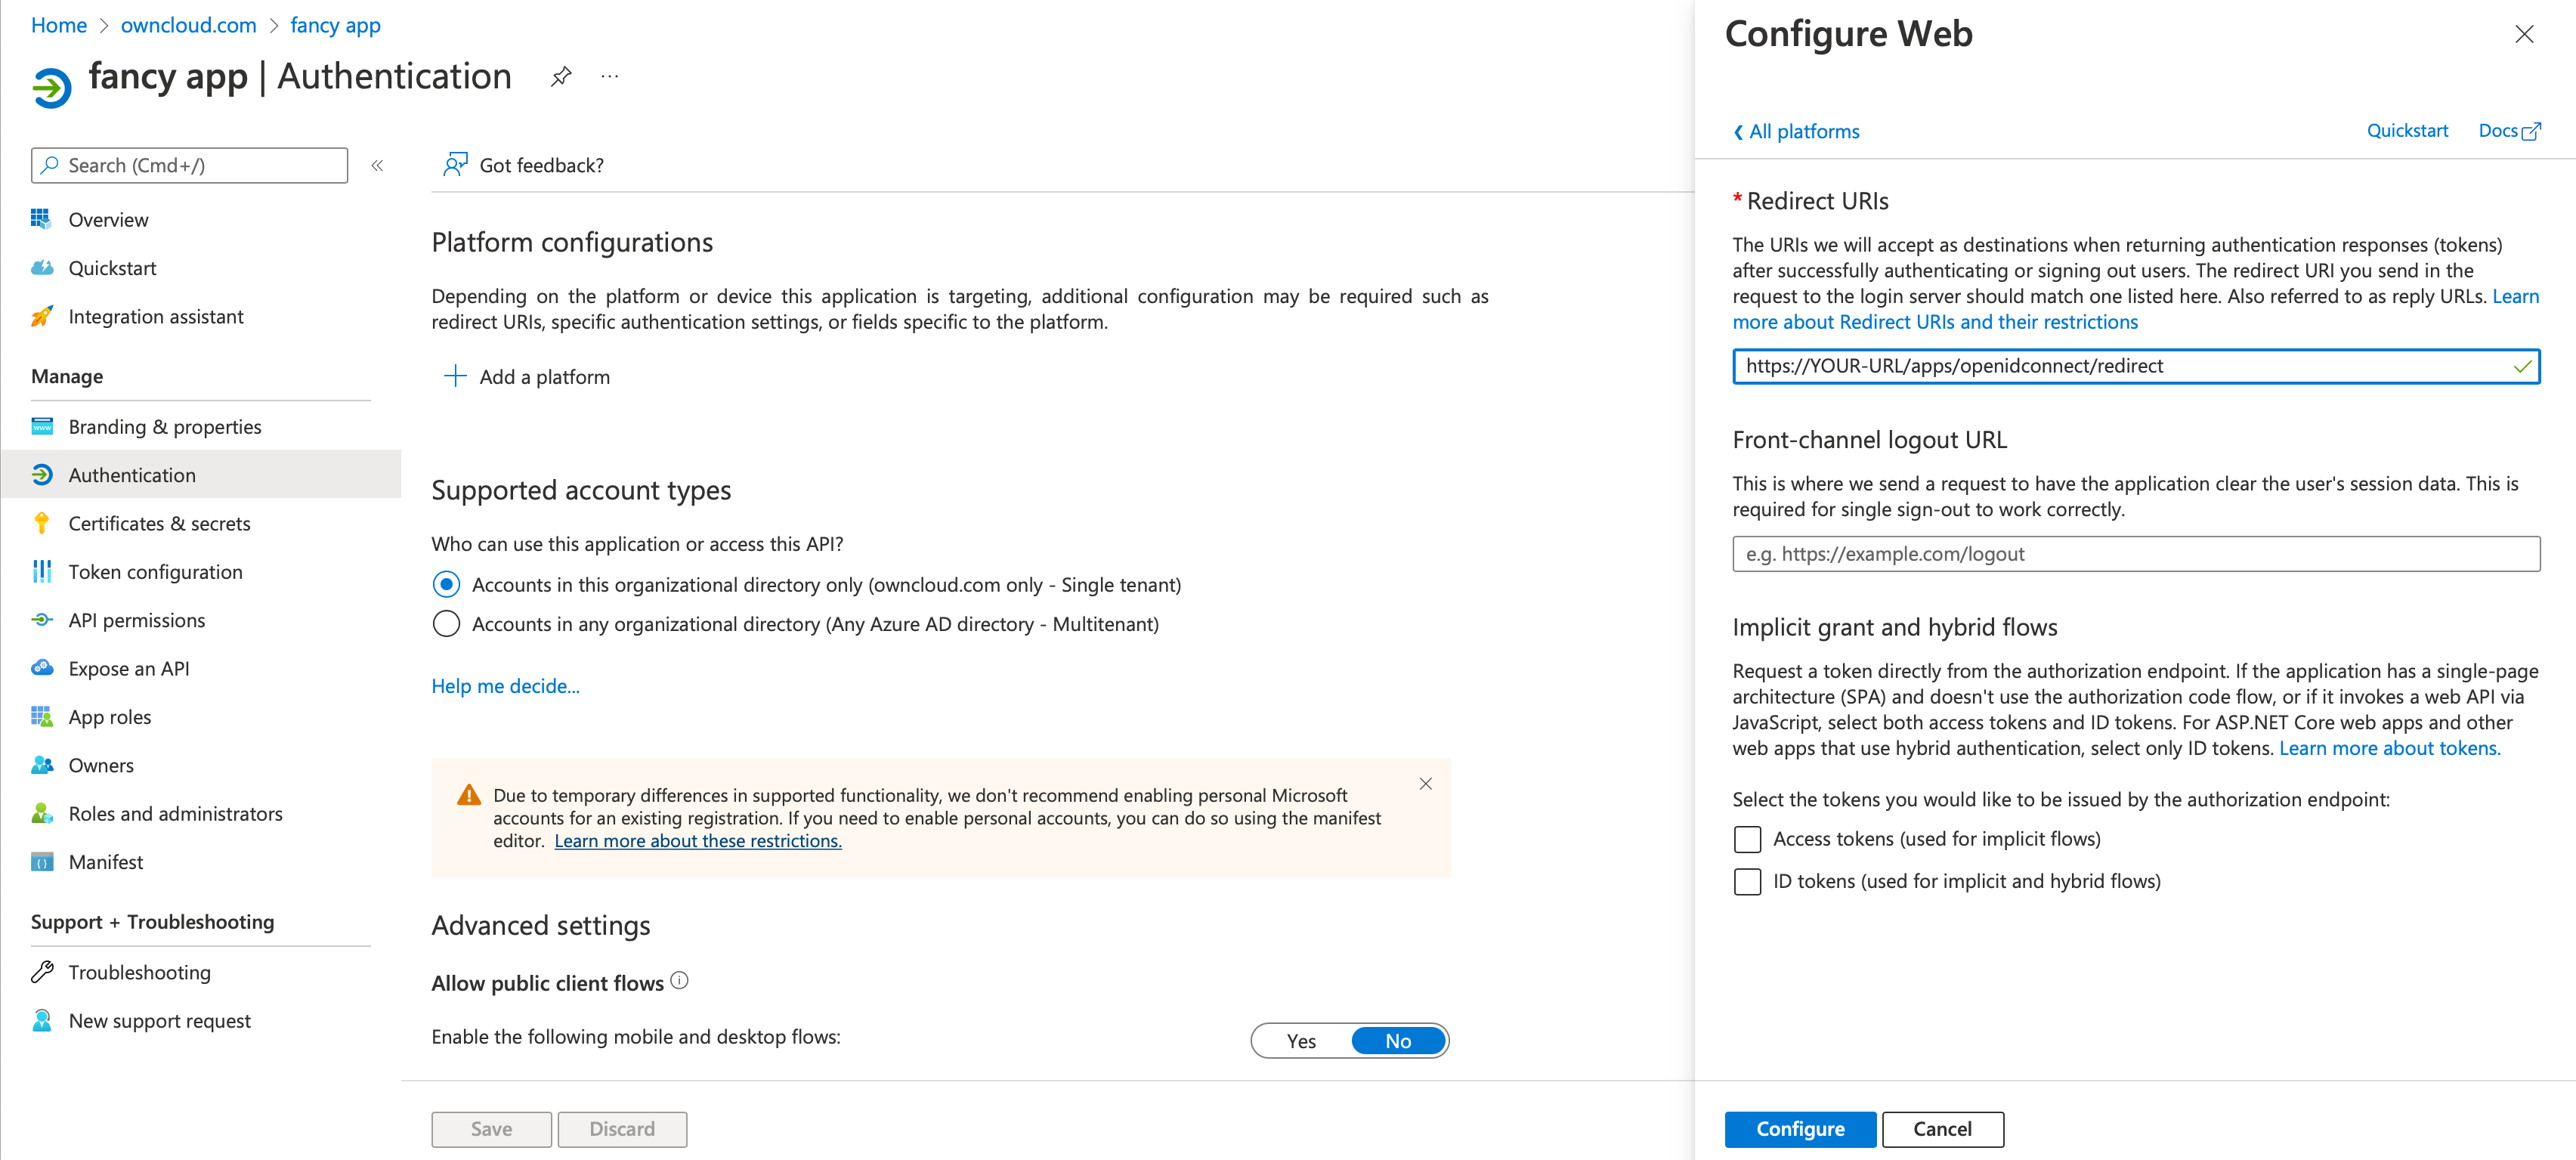 Home > owncloud.com > fancy app
fancy app | Authentication ...
Search (Cmd+/)
«
Overview
Quickstart
Integration assistant
Manage
Branding & properties
Authentication
Certificates & secrets
Token configuration
API permissions
Expose an API
App roles
Owners
Roles and administrators
Manifest
Support + Troubleshooting
Troubleshooting
New support request
Got feedback?
Platform configurations
Depending on the platform or device this application is targeting, additional configuration may be required such as
redirect URIs, specific authentication settings, or fields specific to the platform.
Add a platform
Supported account types
Who can use this application or access this API?
Accounts in this organizational directory only (owncloud.com only - Single tenant)
Accounts in any organizational directory (Any Azure AD directory - Multitenant)
Help me decide...
Due to temporary differences in supported functionality, we don't recommend enabling personal Microsoft
accounts for an existing registration. If you need to enable personal accounts, you can do so using the manifest
editor. Learn more about these restrictions.
Advanced settings
Allow public client flows
Enable the following mobile and desktop flows:
Yes No
Save Discard
Configure Web
All platforms
Quickstart Docs
* Redirect URIs
The URIs we will accept as destinations when returning authentication responses (tokens)
after successfully authenticating or signing out users. The redirect URI you send in the
request to the login server should match one listed here. Also referred to as reply URLs. Learn
more about Redirect URIs and their restrictions
https://YOUR-URL/apps/openidconnect/redirect
Front-channel logout URL
This is where we send a request to have the application clear the user's session data. This is
required for single sign-out to work correctly.
e.g. https://example.com/logout
Implicit grant and hybrid flows
Request a token directly from the authorization endpoint. If the application has a single-page
architecture (SPA) and doesn't use the authorization code flow, or if it invokes a web API via
JavaScript, select both access tokens and ID tokens. For ASP.NET Core web apps and other
web apps that use hybrid authentication, select only ID tokens. Learn more about tokens.
Select the tokens you would like to be issued by the authorization endpoint:
Access tokens (used for implicit flows)
ID tokens (used for implicit and hybrid flows)
Configure Cancel